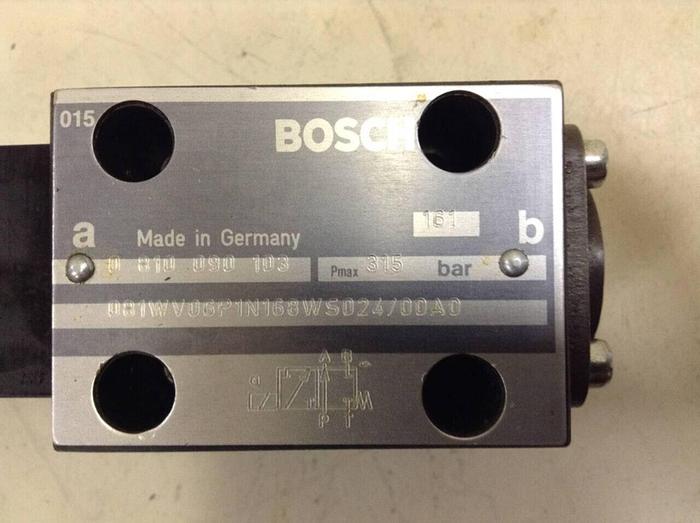 015 BOSCH
161
a b
Made in Germany
0 810 090 103 Pmax 315 bar
081WV06P1N168WS024/00A0
A B
a
P T